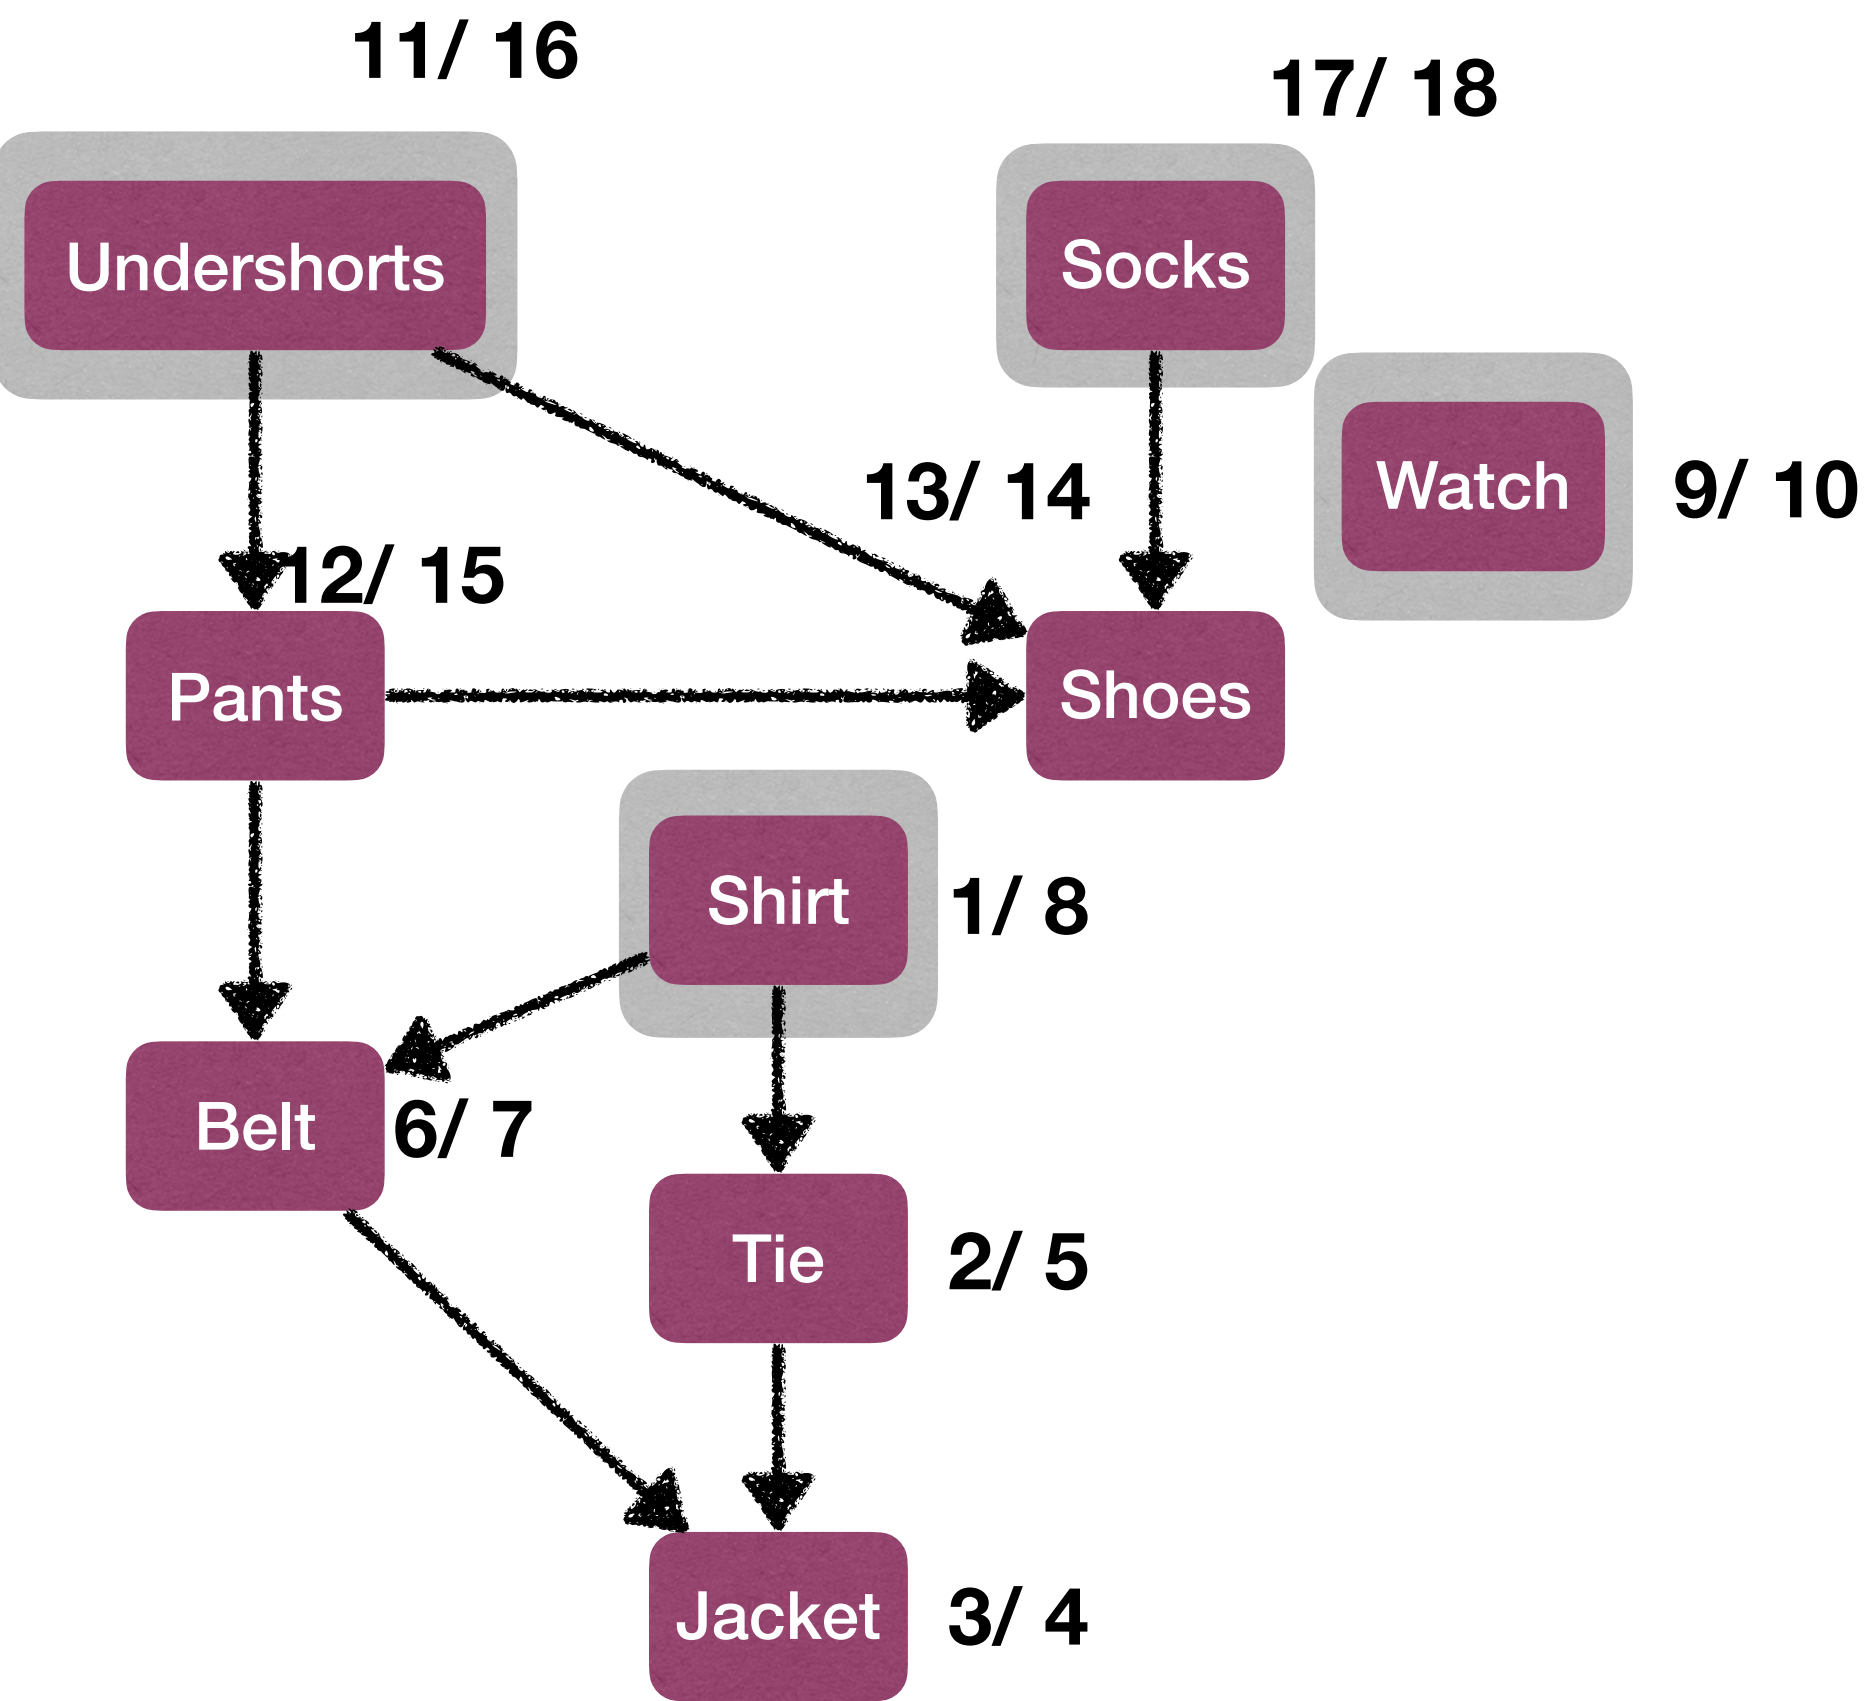 11/ 16
17/ 18
Undershorts
Socks
Watch
9/ 10
13/ 14
12/ 15
Pants
Shoes
Shirt
1/ 8
Belt
6/ 7
Tie
2/ 5
Jacket
3/ 4